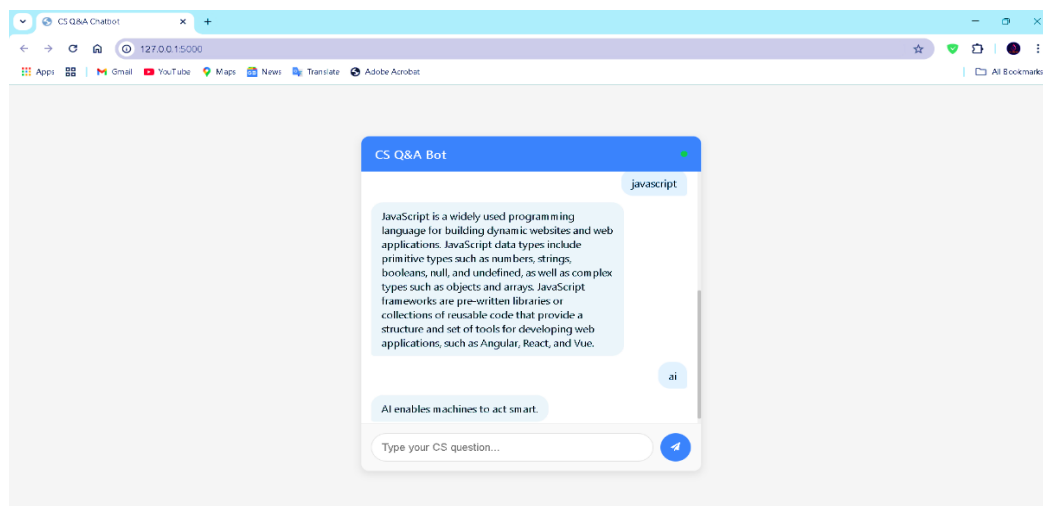 CS Q&A Chatbot
127.0.0.1:5000
Apps Gmail YouTube Maps News Translate Adobe Acrobat All Bookmarks
CS Q&A Bot
javascript
JavaScript is a widely used programming
language for building dynamic websites and web
applications. JavaScript data types include
primitive types such as numbers, strings,
booleans, null, and undefined, as well as complex
types such as objects and arrays. JavaScript
frameworks are pre-written libraries or
collections of reusable code that provide a
structure and set of tools for developing web
applications, such as Angular, React, and Vue.
ai
AI enables machines to act smart.
Type your CS question...